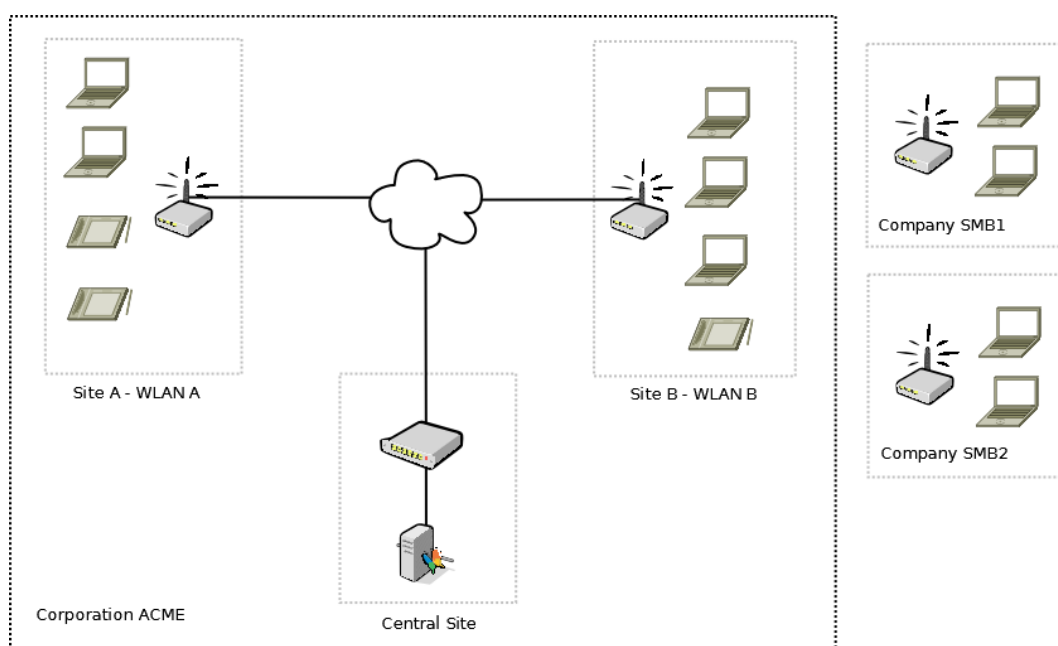 Company SMB1
Site A - WLAN A
Site B - WLAN B
Company SMB2
Corporation ACME
Central Site